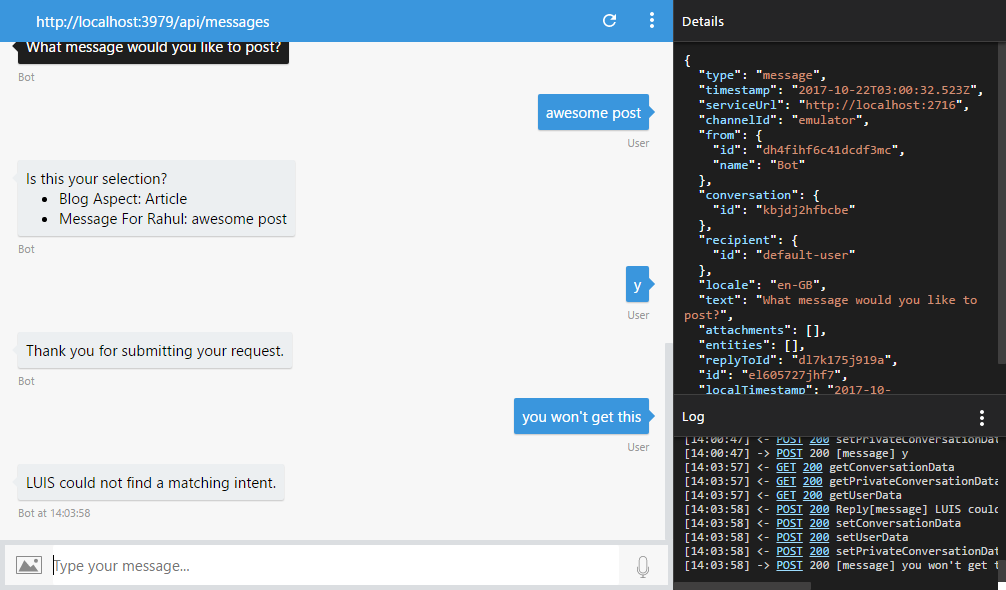 http://localhost:3979/api/messages
What message would you like to post?
Bot
awesome post
User
Is this your selection?
• Blog Aspect: Article
• Message For Rahul: awesome post
Bot
y
User
Thank you for submitting your request.
Bot
you won't get this
User
LUIS could not find a matching intent.
Bot at 14:03:58
Type your message...
Details
{
"type": "message",
"timestamp": "2017-10-22T03:00:32.523Z",
"serviceUrl": "http://localhost:2716",
"channelId": "emulator",
"from": {
"id": "dh4fihf6c41dcdf3mc",
"name": "Bot"
},
"conversation": {
"id": "kbjdj2hfbcbe"
},
"recipient": {
"id": "default-user"
},
"locale": "en-GB",
"text": "What message would you like to
post?",
"attachments": [],
"entities": [],
"replyToId": "dl7k175j919a",
"id": "el605727jhf7",
"localTimestamp": "2017-10-
Log
[14:00:47] <- POST 200 setPrivateConversationDat
[14:00:47] -> POST 200 [message] y
[14:03:57] <- GET 200 getConversationData
[14:03:57] <- GET 200 getPrivateConversationData
[14:03:57] <- GET 200 getUserData
[14:03:58] <- POST 200 Reply[message] LUIS could
[14:03:58] <- POST 200 setConversationData
[14:03:58] <- POST 200 setUserData
[14:03:58] <- POST 200 setPrivateConversationDat
[14:03:58] -> POST 200 [message] you won't get t